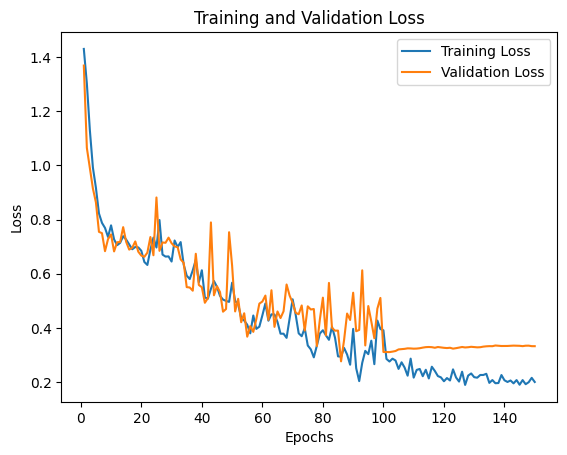 Training and Validation Loss
Training Loss
Validation Loss
1.4
1.2
1.0
0.8
0.6
0.4
0.2
Loss
0 20 40 60 80 100 120 140
Epochs